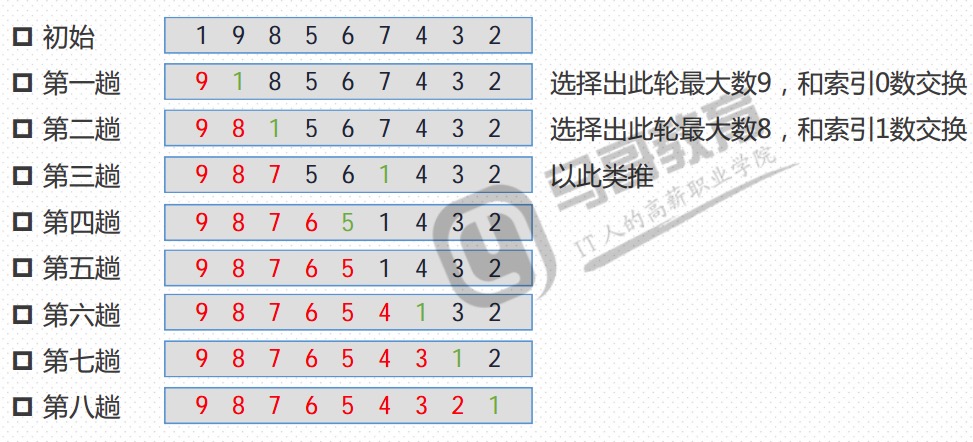 初始 1 9 8 5 6 7 4 3 2
第一趟 9 1 8 5 6 7 4 3 2 选择出此轮最大数9，和索引0数交换
第二趟 9 8 1 5 6 7 4 3 2 选择出此轮最大数8，和索引1数交换
第三趟 9 8 7 5 6 1 4 3 2 以此类推
第四趟 9 8 7 6 5 1 4 3 2
第五趟 9 8 7 6 5 1 4 3 2
第六趟 9 8 7 6 5 4 1 3 2
第七趟 9 8 7 6 5 4 3 1 2
第八趟 9 8 7 6 5 4 3 2 1
马哥教育
IT人的高薪职业学院